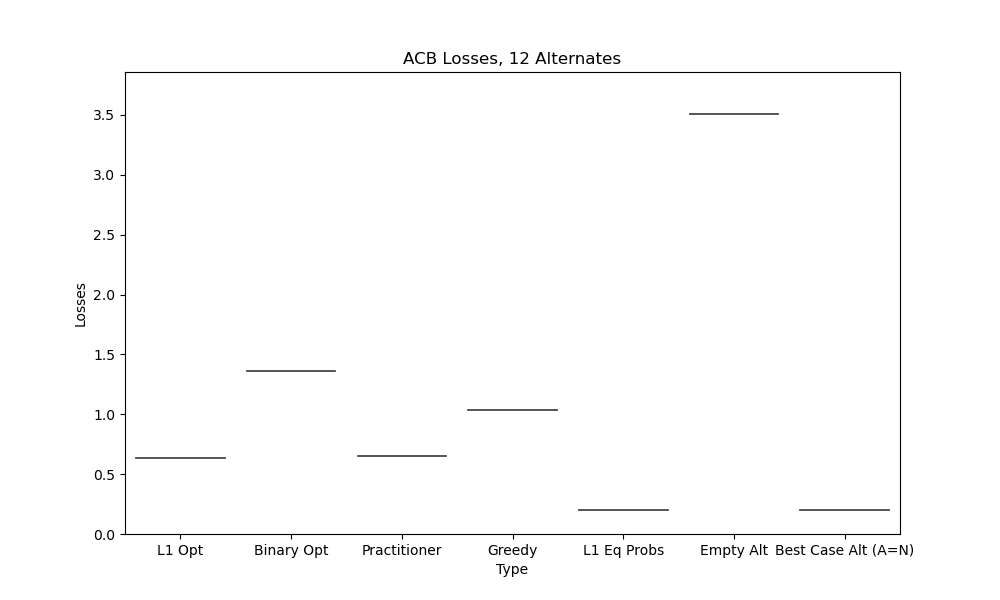 ACB Losses, 12 Alternates
3.5
3.0
2.5
2.0
1.5
1.0
0.5
0.0
Losses
L1 Opt Binary Opt Practitioner Greedy L1 Eq Probs Empty Alt Best Case Alt (A=N)
Type